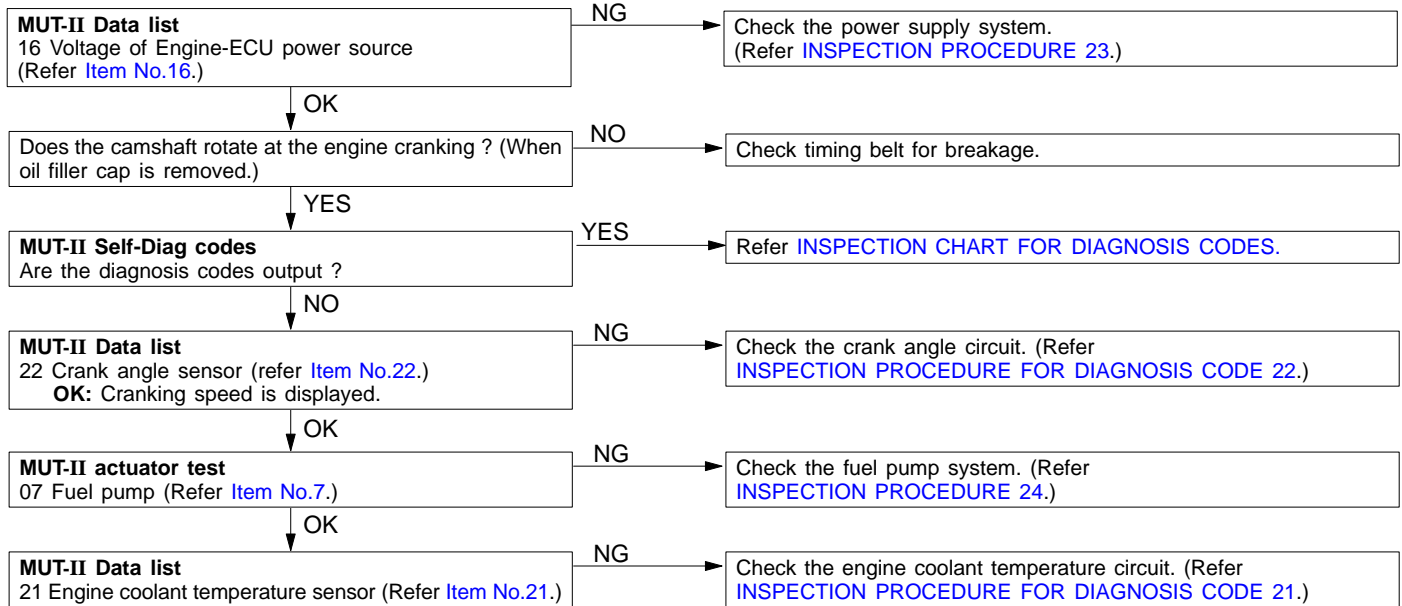 MUT-II Data list
16 Voltage of Engine-ECU power source
(Refer Item No.16.)
NG
Check the power supply system.
(Refer INSPECTION PROCEDURE 23.)
OK
Does the camshaft rotate at the engine cranking ? (When
oil filler cap is removed.)
NO
Check timing belt for breakage.
YES
MUT-II Self-Diag codes
Are the diagnosis codes output ?
YES
Refer INSPECTION CHART FOR DIAGNOSIS CODES.
NO
MUT-II Data list
22 Crank angle sensor (refer Item No.22.)
OK: Cranking speed is displayed.
NG
Check the crank angle circuit. (Refer
INSPECTION PROCEDURE FOR DIAGNOSIS CODE 22.)
OK
MUT-II actuator test
07 Fuel pump (Refer Item No.7.)
NG
Check the fuel pump system. (Refer
INSPECTION PROCEDURE 24.)
OK
MUT-II Data list
21 Engine coolant temperature sensor (Refer Item No.21.)
NG
Check the engine coolant temperature circuit. (Refer
INSPECTION PROCEDURE FOR DIAGNOSIS CODE 21.)